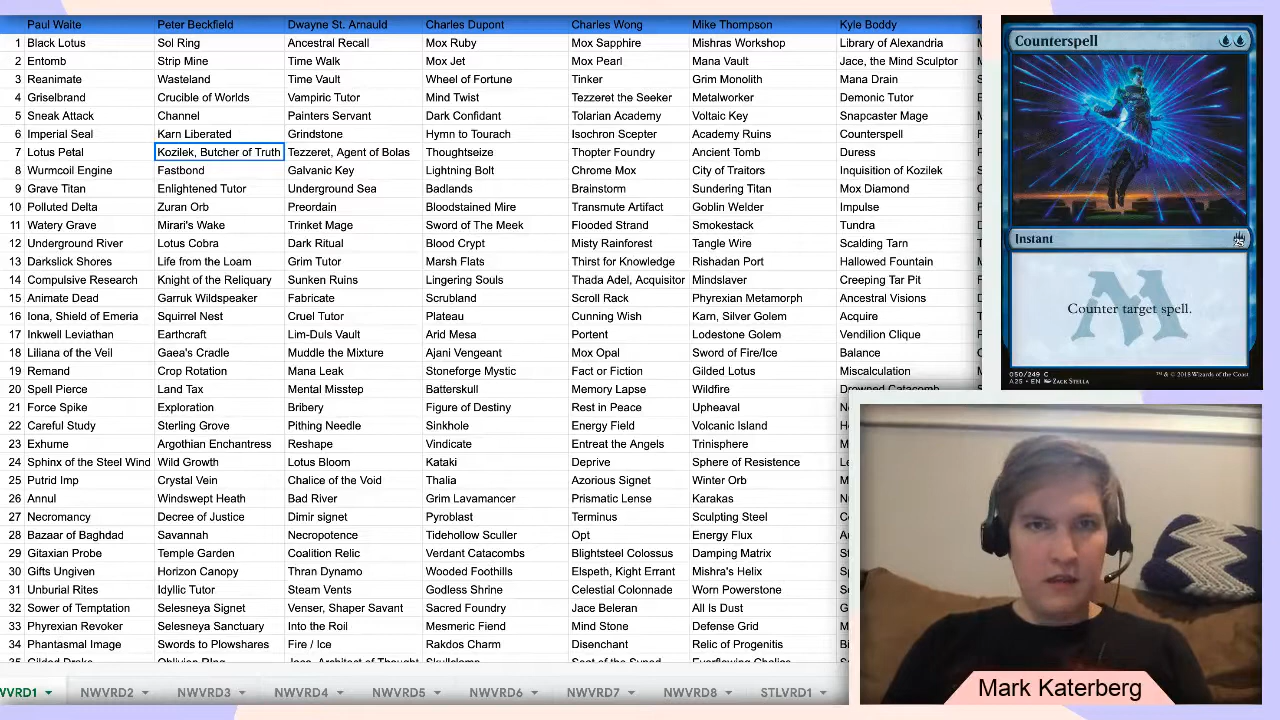 Paul Waite Peter Beckfield Dwayne St. Arnauld Charles Dupont Charles Wong Mike Thompson Kyle Boddy
1 Black Lotus Sol Ring Ancestral Recall Mox Ruby Mox Sapphire Mishras Workshop Library of Alexandria
2 Entomb Strip Mine Time Walk Mox Jet Mox Pearl Mana Vault Jace, the Mind Sculptor
3 Reanimate Wasteland Time Vault Wheel of Fortune Tinker Grim Monolith Mana Drain
4 Griselbrand Crucible of Worlds Vampiric Tutor Mind Twist Tezzeret the Seeker Metalworker Demonic Tutor
5 Sneak Attack Channel Painters Servant Dark Confidant Tolarian Academy Voltaic Key Snapcaster Mage
6 Imperial Seal Karn Liberated Grindstone Hymn to Tourach Isochron Scepter Academy Ruins Counterspell
7 Lotus Petal Kozilek, Butcher of Truth Tezzeret, Agent of Bolas Thoughtseize Thopter Foundry Ancient Tomb Duress
8 Wurmcoil Engine Fastbond Galvanic Key Lightning Bolt Chrome Mox City of Traitors Inquisition of Kozilek
9 Grave Titan Enlightened Tutor Underground Sea Badlands Brainstorm Sundering Titan Mox Diamond
10 Polluted Delta Zuran Orb Preordain Bloodstained Mire Transmute Artifact Goblin Welder Impulse
11 Watery Grave Mirari's Wake Trinket Mage Sword of The Meek Flooded Strand Smokestack Tundra
12 Underground River Lotus Cobra Dark Ritual Blood Crypt Misty Rainforest Tangle Wire Scalding Tarn
13 Darkslick Shores Life from the Loam Grim Tutor Marsh Flats Thirst for Knowledge Rishadan Port Hallowed Fountain
14 Compulsive Research Knight of the Reliquary Sunken Ruins Lingering Souls Thada Adel, Acquisitor Mindslaver Creeping Tar Pit
15 Animate Dead Garruk Wildspeaker Fabricate Scrubland Scroll Rack Phyrexian Metamorph Ancestral Visions
16 Iona, Shield of Emeria Squirrel Nest Cruel Tutor Plateau Cunning Wish Karn, Silver Golem Acquire
17 Inkwell Leviathan Earthcraft Lim-Duls Vault Arid Mesa Portent Lodestone Golem Vendilion Clique
18 Liliana of the Veil Gaea's Cradle Muddle the Mixture Ajani Vengeant Mox Opal Sword of Fire/Ice Balance
19 Remand Crop Rotation Mana Leak Stoneforge Mystic Fact or Fiction Gilded Lotus Miscalculation
20 Spell Pierce Land Tax Mental Misstep Batterskull Memory Lapse Wildfire Drowned Catacomb
21 Force Spike Exploration Bribery Figure of Destiny Rest in Peace Upheaval
22 Careful Study Sterling Grove Pithing Needle Sinkhole Energy Field Volcanic Island
23 Exhume Argothian Enchantress Reshape Vindicate Entreat the Angels Trinisphere
24 Sphinx of the Steel Wind Wild Growth Lotus Bloom Kataki Deprive Sphere of Resistance
25 Putrid Imp Crystal Vein Chalice of the Void Thalia Azorious Signet Winter Orb
26 Annul Windswept Heath Bad River Grim Lavamancer Prismatic Lense Karakas
27 Necromancy Decree of Justice Dimir signet Pyroblast Terminus Sculpting Steel
28 Bazaar of Baghdad Savannah Necropotence Tidehollow Sculler Opt Energy Flux
29 Gitaxian Probe Temple Garden Coalition Relic Verdant Catacombs Blightsteel Colossus Damping Matrix
30 Gifts Ungiven Horizon Canopy Thran Dynamo Wooded Foothills Elspeth, Kight Errant Mishra's Helix
31 Unburial Rites Idyllic Tutor Steam Vents Godless Shrine Celestial Colonnade Worn Powerstone
32 Sower of Temptation Selesneya Signet Venser, Shaper Savant Sacred Foundry Jace Beleran All Is Dust
33 Phyrexian Revoker Selesneya Sanctuary Into the Roil Mesmeric Fiend Mind Stone Defense Grid
34 Phantasmal Image Swords to Plowshares Fire / Ice Rakdos Charm Disenchant Relic of Progenitis
WVRD1 NWVRD2 NWVRD3 NWVRD4 NWVRD5 NWVRD6 NWVRD7 NWVRD8 STLVRD1
Counterspell
Instant
Counter target spell.
050/249 C
A25 • EN Zack Stella
™ & © 2018 Wizards of the Coast
Mark Katerberg